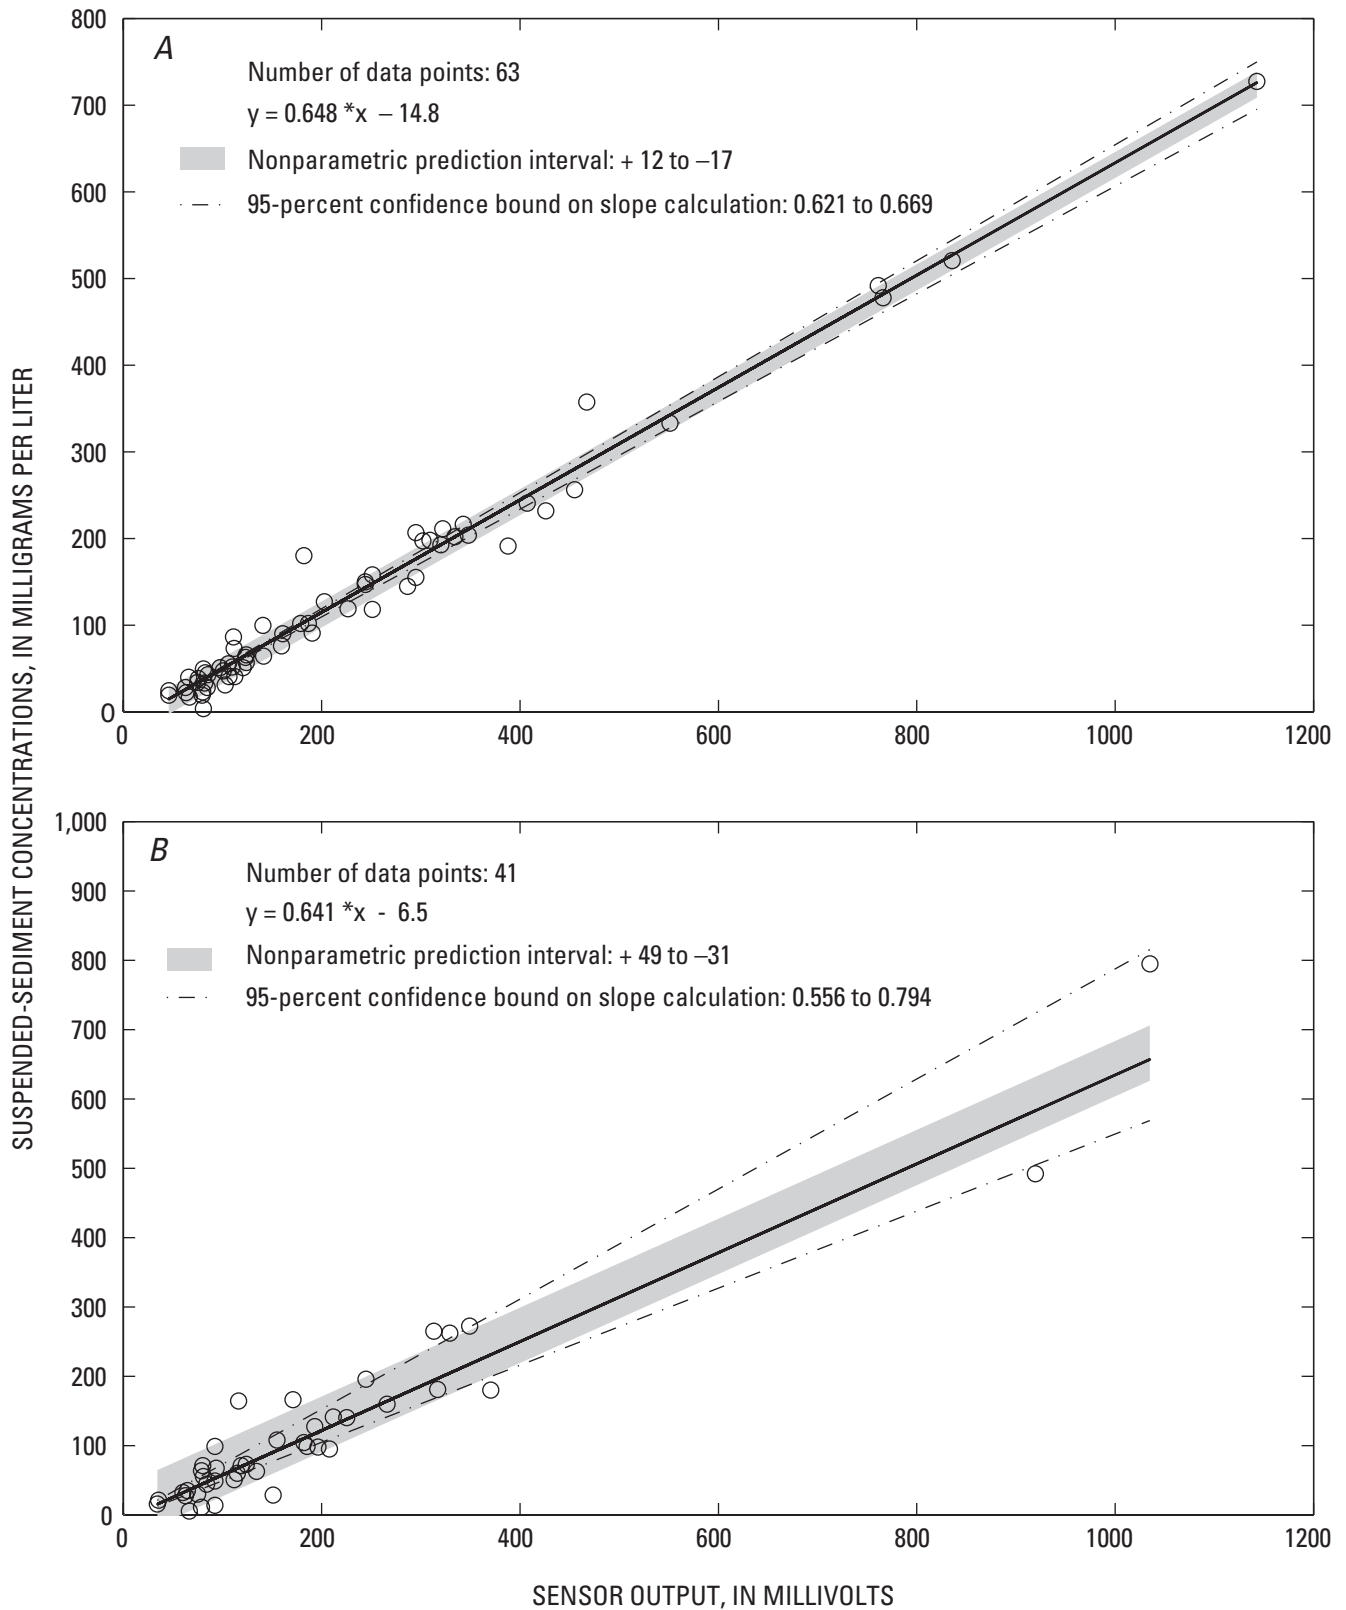 SUSPENDED-SEDIMENT CONCENTRATIONS, IN MILLIGRAMS PER LITER
A
Number of data points: 63
y = 0.648 *x – 14.8
Nonparametric prediction interval: + 12 to –17
95-percent confidence bound on slope calculation: 0.621 to 0.669
800
700
600
500
400
300
200
100
0
0 200 400 600 800 1000 1200
B
Number of data points: 41
y = 0.641 *x - 6.5
Nonparametric prediction interval: + 49 to –31
95-percent confidence bound on slope calculation: 0.556 to 0.794
1,000
900
800
700
600
500
400
300
200
100
0
0 200 400 600 800 1000 1200
SENSOR OUTPUT, IN MILLIVOLTS